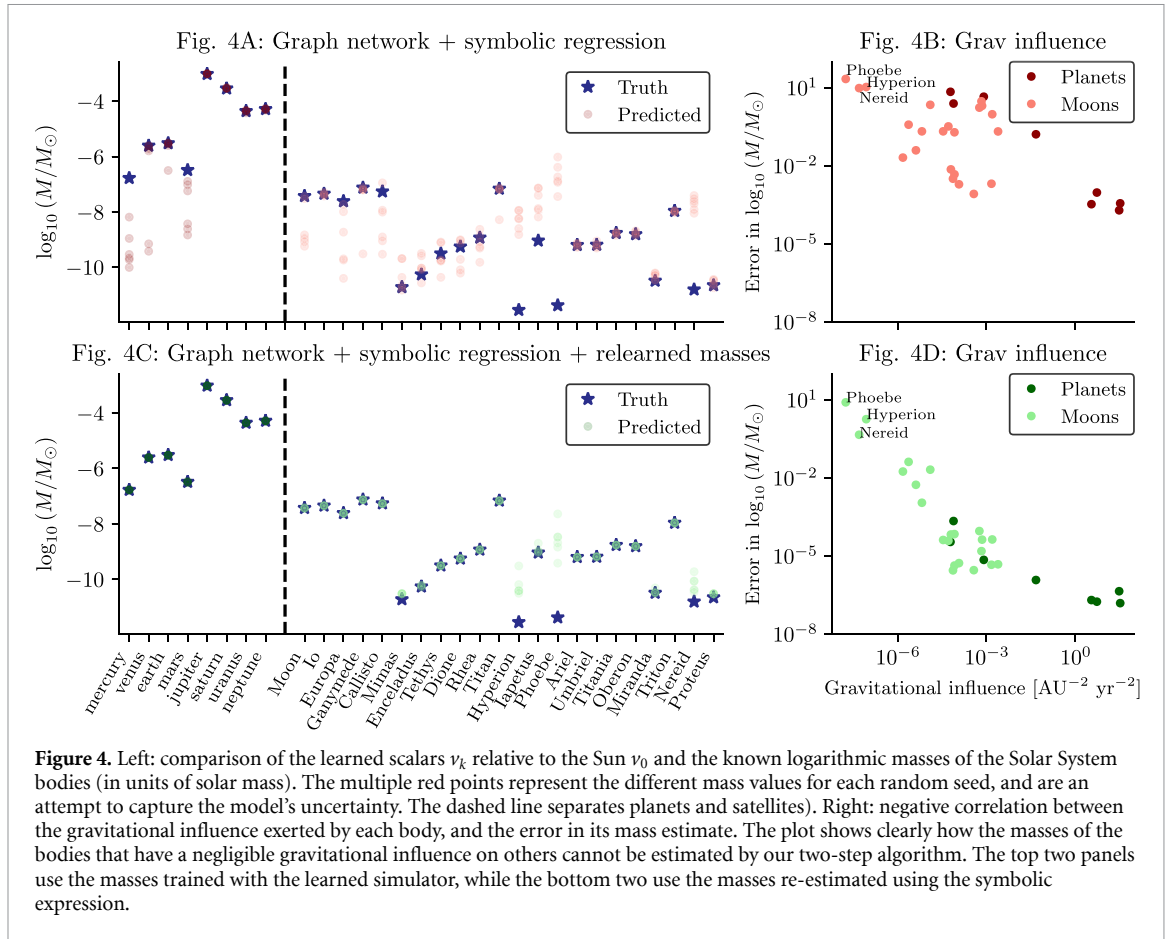 Fig. 4A: Graph network + symbolic regression
Fig. 4B: Grav influence
−4
−6
−8
−10
log10 (M/M⊙)
Truth
Predicted
10^1
10^−2
10^−5
10^−8
Error in log10 (M/M⊙)
Phoebe
Hyperion
Nereid
Planets
Moons
Fig. 4C: Graph network + symbolic regression + relearned masses
Fig. 4D: Grav influence
−4
−6
−8
−10
log10 (M/M⊙)
Truth
Predicted
mercury
venus
earth
mars
jupiter
saturn
uranus
neptune
Moon
Io
Europa
Ganymede
Callisto
Mimas
Enceladus
Tethys
Dione
Rhea
Titan
Hyperion
Iapetus
Phoebe
Ariel
Umbriel
Titania
Oberon
Miranda
Triton
Nereid
Proteus
10^1
10^−2
10^−5
10^−8
Error in log10 (M/M⊙)
Phoebe
Hyperion
Nereid
Planets
Moons
10^−6
10^−3
10^0
Gravitational influence [AU^−2 yr^−2]
Figure 4. Left: comparison of the learned scalars νk relative to the Sun ν0 and the known logarithmic masses of the Solar System
bodies (in units of solar mass). The multiple red points represent the different mass values for each random seed, and are an
attempt to capture the model's uncertainty. The dashed line separates planets and satellites). Right: negative correlation between
the gravitational influence exerted by each body, and the error in its mass estimate. The plot shows clearly how the masses of the
bodies that have a negligible gravitational influence on others cannot be estimated by our two-step algorithm. The top two panels
use the masses trained with the learned simulator, while the bottom two use the masses re-estimated using the symbolic
expression.